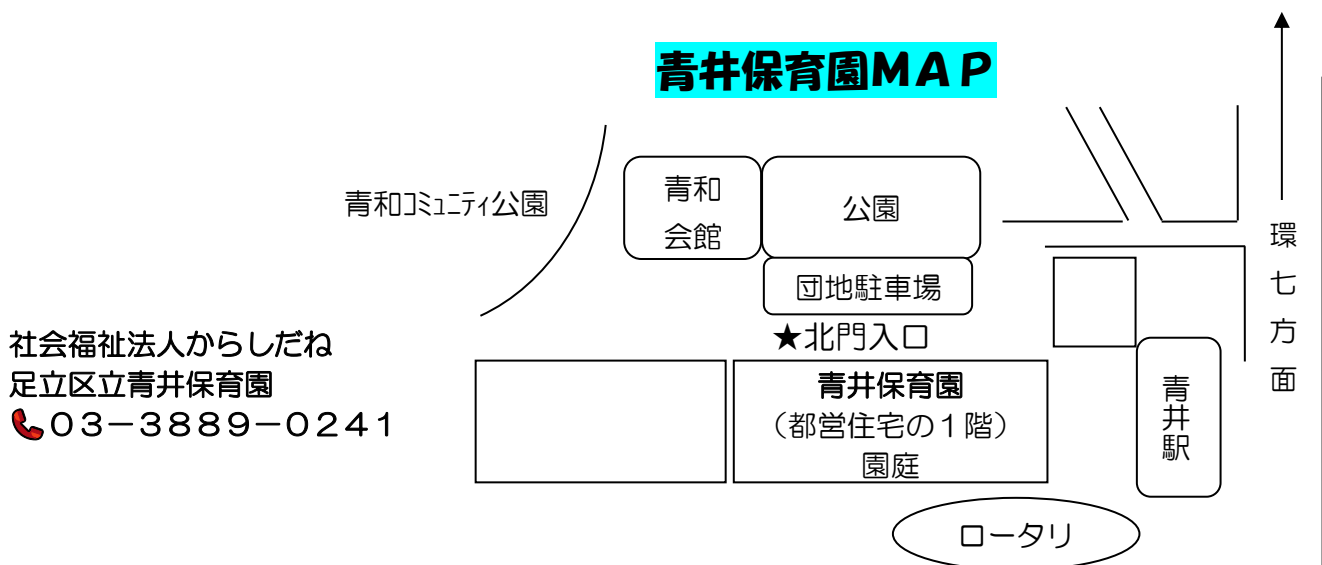 青井保育園MAP
青和コミュニティ公園
青和
会館
公園
団地駐車場
★北門入口
環七方面
社会福祉法人からしだね
足立区立青井保育園
03-3889-0241
青井保育園
（都営住宅の1階）
園庭
青井駅
ロータリ